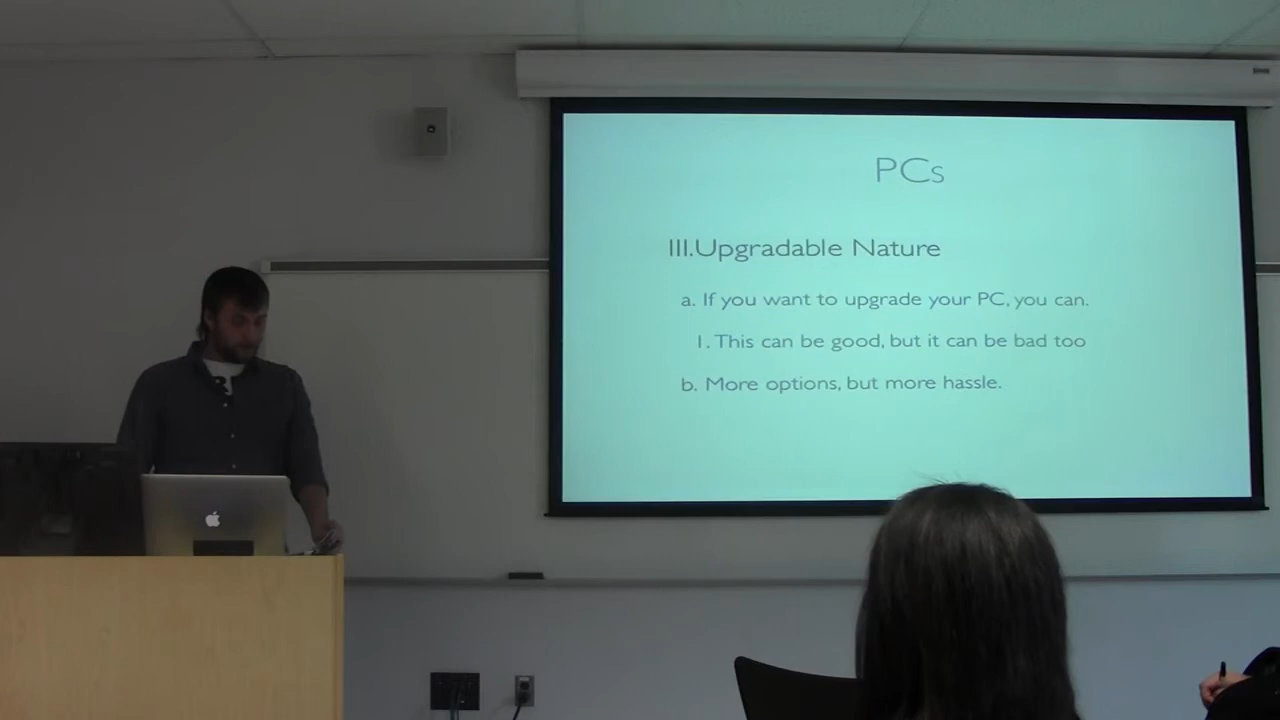 PCs
III.Upgradable Nature
a. If you want to upgrade your PC, you can.
1. This can be good, but it can be bad too
b. More options, but more hassle.